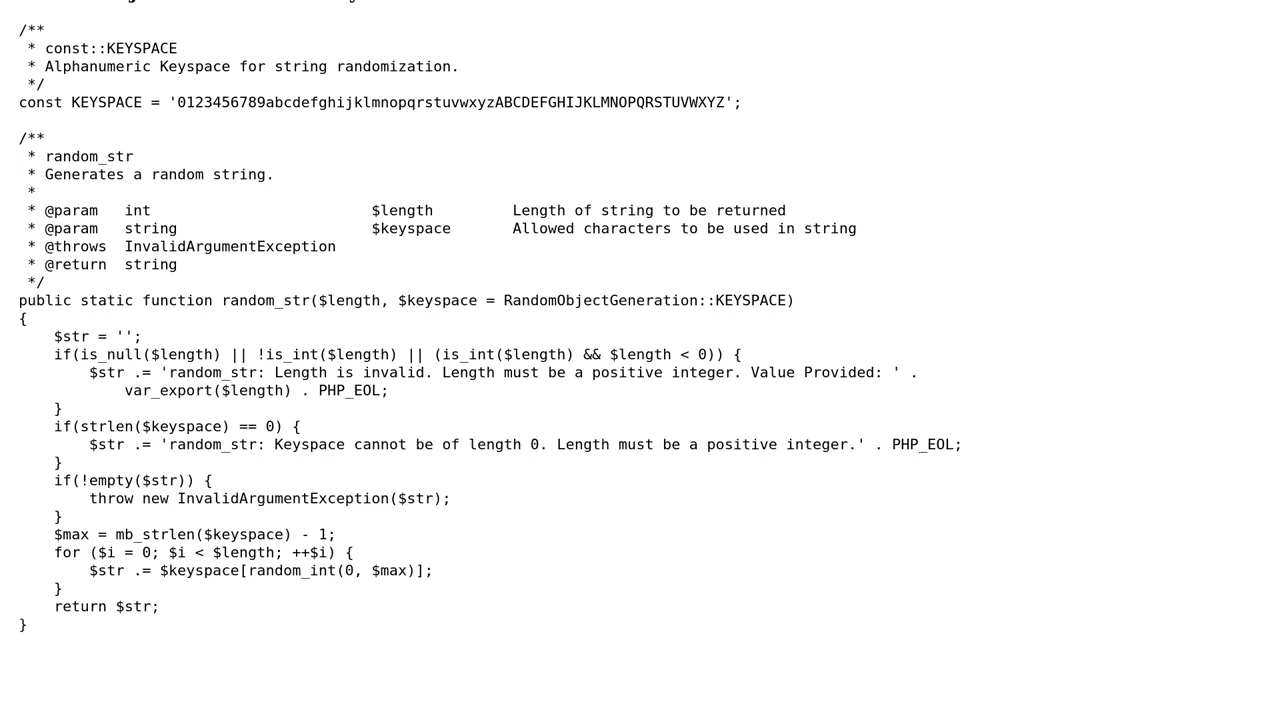 /**
 * const::KEYSPACE
 * Alphanumeric Keyspace for string randomization.
 */
const KEYSPACE = '0123456789abcdefghijklmnopqrstuvwxyzABCDEFGHIJKLMNOPQRSTUVWXYZ';

/**
 * random_str
 * Generates a random string.
 *
 * @param   int                         $length         Length of string to be returned
 * @param   string                      $keyspace       Allowed characters to be used in string
 * @throws  InvalidArgumentException
 * @return  string
 */
public static function random_str($length, $keyspace = RandomObjectGeneration::KEYSPACE)
{
    $str = '';
    if(is_null($length) || !is_int($length) || (is_int($length) && $length < 0)) {
        $str .= 'random_str: Length is invalid. Length must be a positive integer. Value Provided: ' .
            var_export($length) . PHP_EOL;
    }
    if(strlen($keyspace) == 0) {
        $str .= 'random_str: Keyspace cannot be of length 0. Length must be a positive integer.' . PHP_EOL;
    }
    if(!empty($str)) {
        throw new InvalidArgumentException($str);
    }
    $max = mb_strlen($keyspace) - 1;
    for ($i = 0; $i < $length; ++$i) {
        $str .= $keyspace[random_int(0, $max)];
    }
    return $str;
}